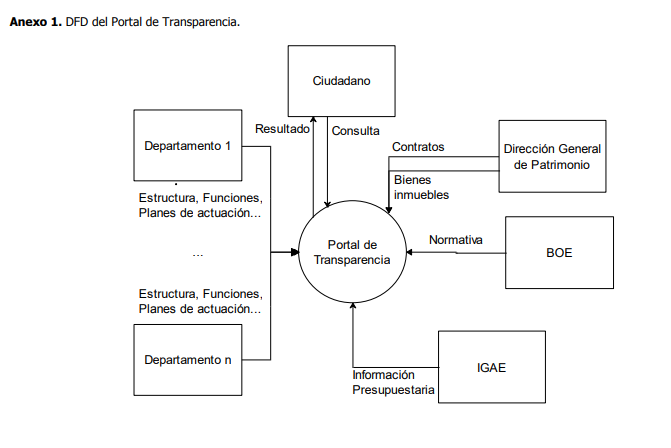 Anexo 1. DFD del Portal de Transparencia.
Ciudadano
Resultado
Consulta
Departamento 1
Estructura, Funciones,
Planes de actuación...
...
Estructura, Funciones,
Planes de actuación...
Departamento n
Portal de
Transparencia
Contratos
Bienes
inmuebles
Dirección General
de Patrimonio
Normativa
BOE
Información
Presupuestaria
IGAE